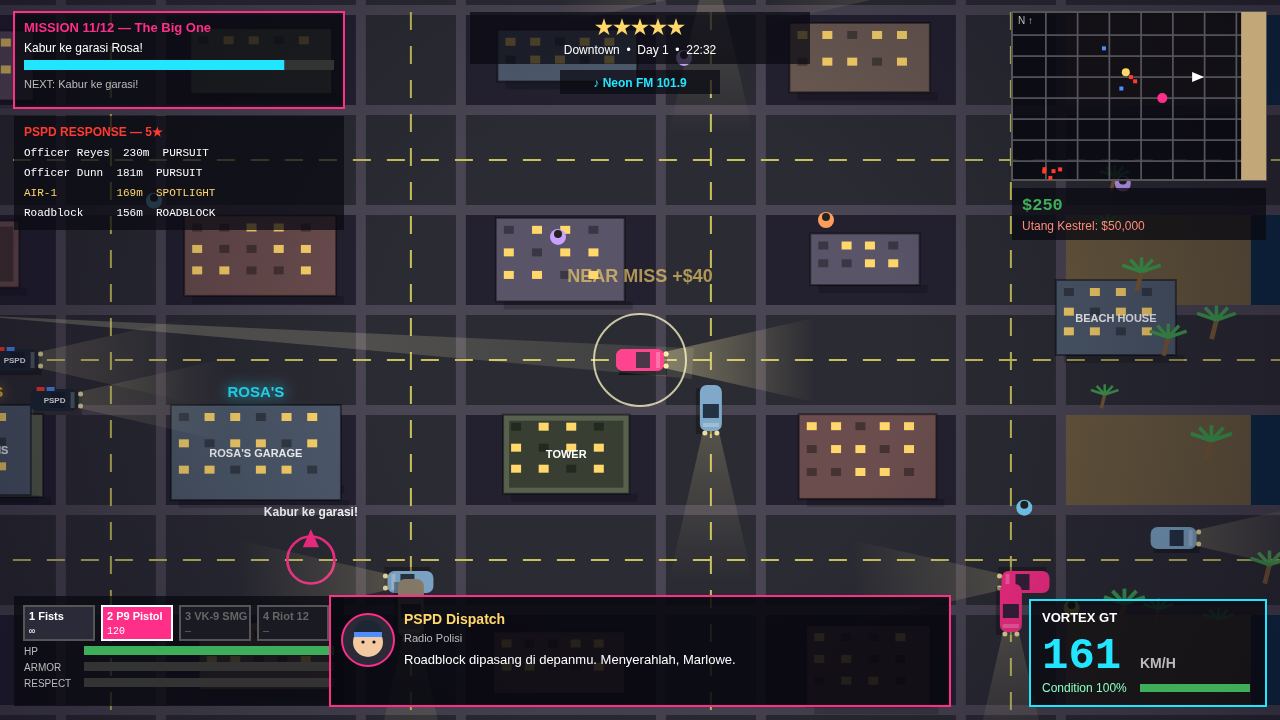 MISSION 11/12 — The Big One
Kabur ke garasi Rosa!
NEXT: Kabur ke garasi!
★★★★★
Downtown • Day 1 • 22:32
♪ Neon FM 101.9
N ↑
$250
Utang Kestrel: $50,000
PSPD RESPONSE — 5★
Officer Reyes 230m PURSUIT
Officer Dunn 181m PURSUIT
AIR-1 169m SPOTLIGHT
Roadblock 156m ROADBLOCK
NEAR MISS +$40
BEACH HOUSE
PSPD
PSPD
S
ROSA'S
ROSA'S GARAGE
IS
TOWER
Kabur ke garasi!
1 Fists
∞
2 P9 Pistol
120
3 VK-9 SMG
—
4 Riot 12
—
HP
ARMOR
RESPECT
PSPD Dispatch
Radio Polisi
Roadblock dipasang di depanmu. Menyerahlah, Marlowe.
VORTEX GT
161 KM/H
Condition 100%